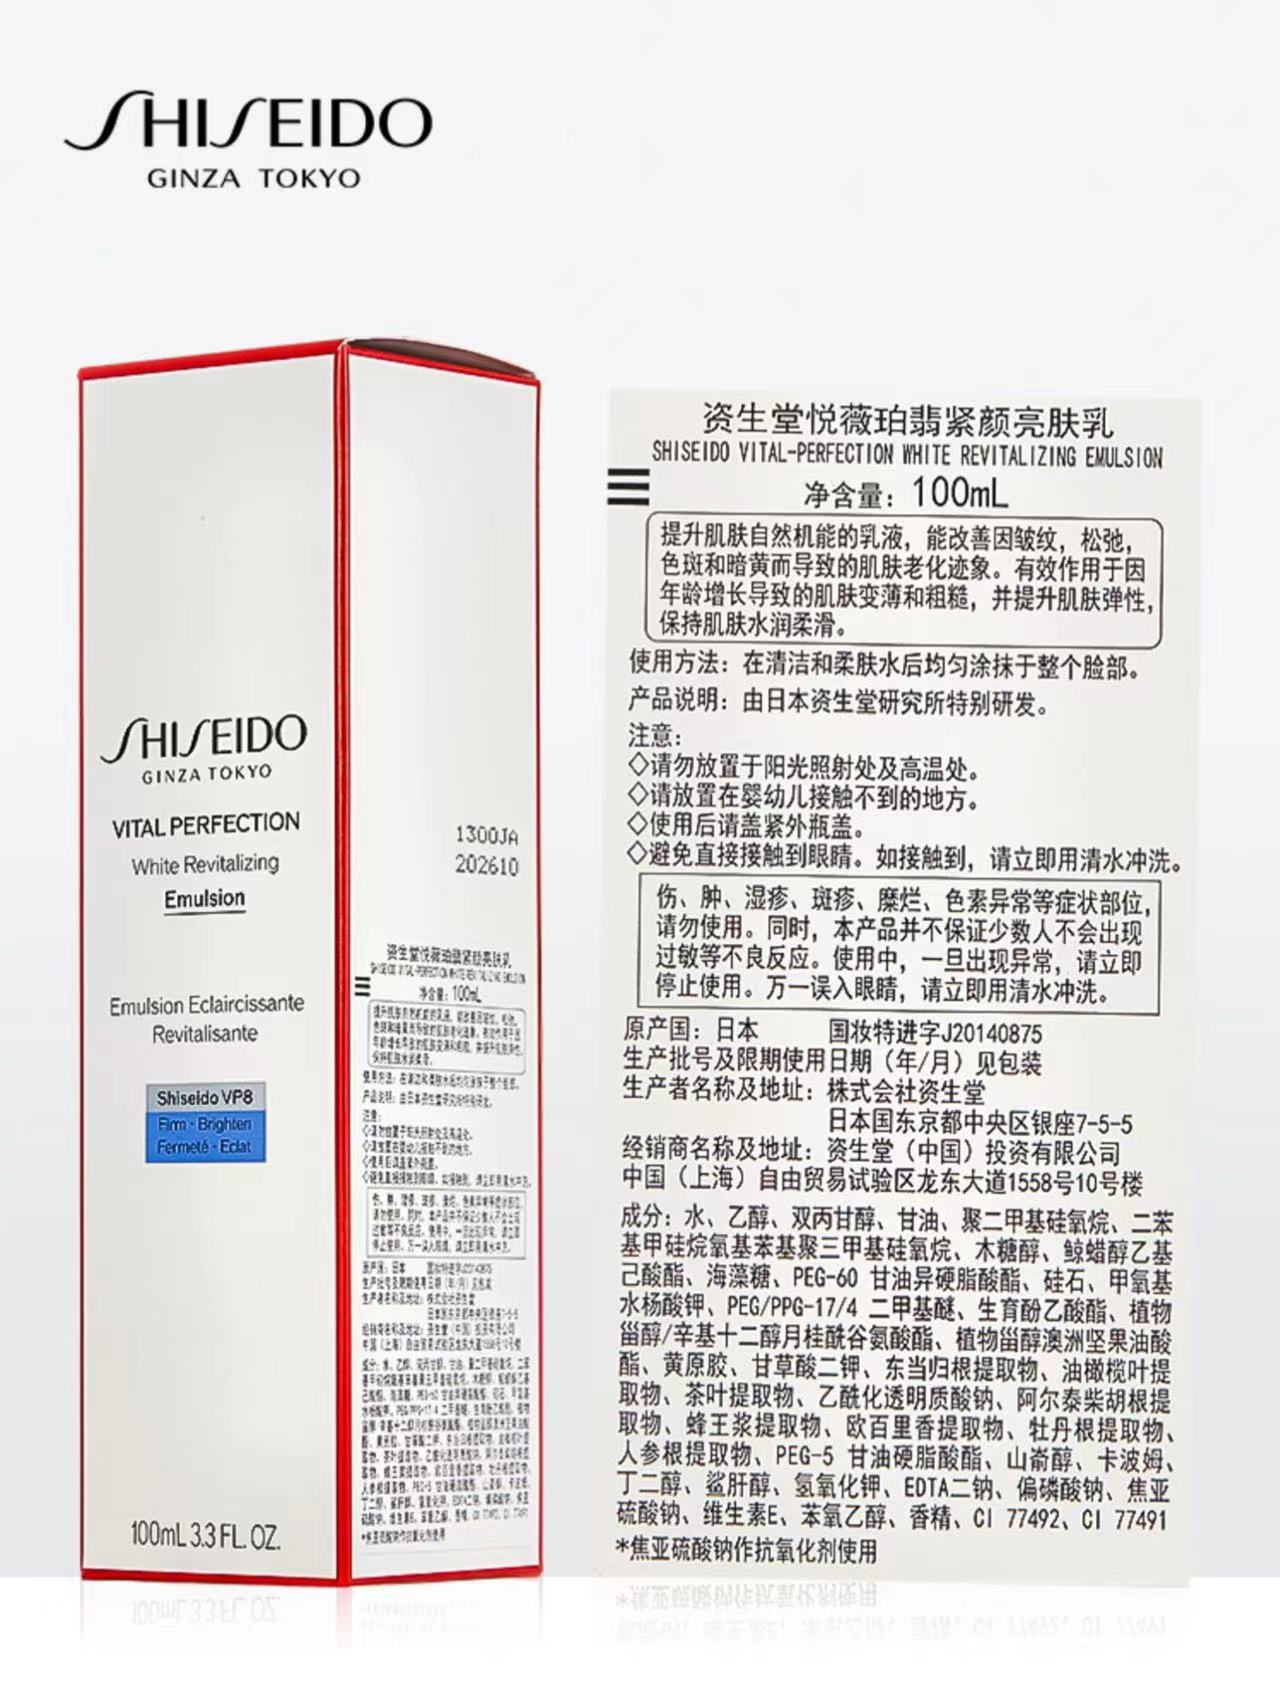 SHISEIDO
GINZA TOKYO
SHISEIDO
GINZA TOKYO
VITAL PERFECTION
White Revitalizing
Emulsion
Emulsion Eclaircissante
Revitalisante
Shiseido VP8
Firm - Brighten
Fermeté - Eclat
100mL 3.3 FL. OZ.
1300JA
202610
资生堂悦薇珀翡紧颜亮肤乳
SHISEIDO VITAL-PERFECTION WHITE REVITALIZING EMULSION
净含量：100mL
提升肌肤自然机能的乳液，能改善因皱纹，松弛，
色斑和暗黄而导致的肌肤老化迹象。有效作用于因
年龄增长导致的肌肤变薄和粗糙，并提升肌肤弹性，
保持肌肤水润柔滑。
使用方法：在清洁和柔肤水后均匀涂抹于整个脸部。
产品说明：由日本资生堂研究所特别研发。
注意：
◇请勿放置于阳光照射处及高温处。
◇请放置在婴幼儿接触不到的地方。
◇使用后请盖紧外瓶盖。
◇避免直接接触到眼睛。如接触到，请立即用清水冲洗。
伤、肿、湿疹、斑疹、糜烂、色素异常等症状部位，
请勿使用。同时，本产品并不保证少数人不会出现
过敏等不良反应。使用中，一旦出现异常，请立即
停止使用。万一误入眼睛，请立即用清水冲洗。
原产国：日本 国妆特进字J20140875
生产批号及限期使用日期（年/月）见包装
生产者名称及地址：株式会社资生堂
日本国东京都中央区银座7-5-5
经销商名称及地址：资生堂（中国）投资有限公司
中国（上海）自由贸易试验区龙东大道1558号10号楼
成分：水、乙醇、双丙甘醇、甘油、聚二甲基硅氧烷、二苯
基甲硅烷氧基苯基聚三甲基硅氧烷、木糖醇、鲸蜡醇乙基
己酸酯、海藻糖、PEG-60 甘油异硬脂酸酯、硅石、甲氧基
水杨酸钾、PEG/PPG-17/4 二甲基醚、生育酚乙酸酯、植物
甾醇/辛基十二醇月桂酰谷氨酸酯、植物甾醇澳洲坚果油酸
酯、黄原胶、甘草酸二钾、东当归根提取物、油橄榄叶提
取物、茶叶提取物、乙酰化透明质酸钠、阿尔泰柴胡根提
取物、蜂王浆提取物、欧百里香提取物、牡丹根提取物、
人参根提取物、PEG-5 甘油硬脂酸酯、山嵛醇、卡波姆、
丁二醇、鲨肝醇、氢氧化钾、EDTA二钠、偏磷酸钠、焦亚
硫酸钠、维生素E、苯氧乙醇、香精、CI 77492、CI 77491
*焦亚硫酸钠作抗氧化剂使用